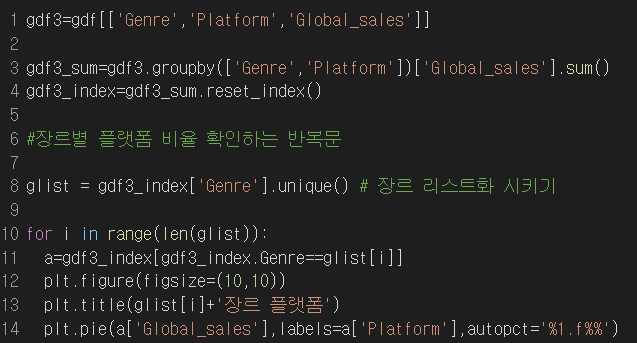 1 gdf3=gdf[['Genre','Platform','Global_sales']]
2
3 gdf3_sum=gdf3.groupby(['Genre','Platform'])['Global_sales'].sum()
4 gdf3_index=gdf3_sum.reset_index()
5
6 #장르별 플랫폼 비율 확인하는 반복문
7
8 glist = gdf3_index['Genre'].unique() # 장르 리스트화 시키기
9
10 for i in range(len(glist)):
11   a=gdf3_index[gdf3_index.Genre==glist[i]]
12   plt.figure(figsize=(10,10))
13   plt.title(glist[i]+'장르 플랫폼')
14   plt.pie(a['Global_sales'],labels=a['Platform'],autopct='%1.f%%')